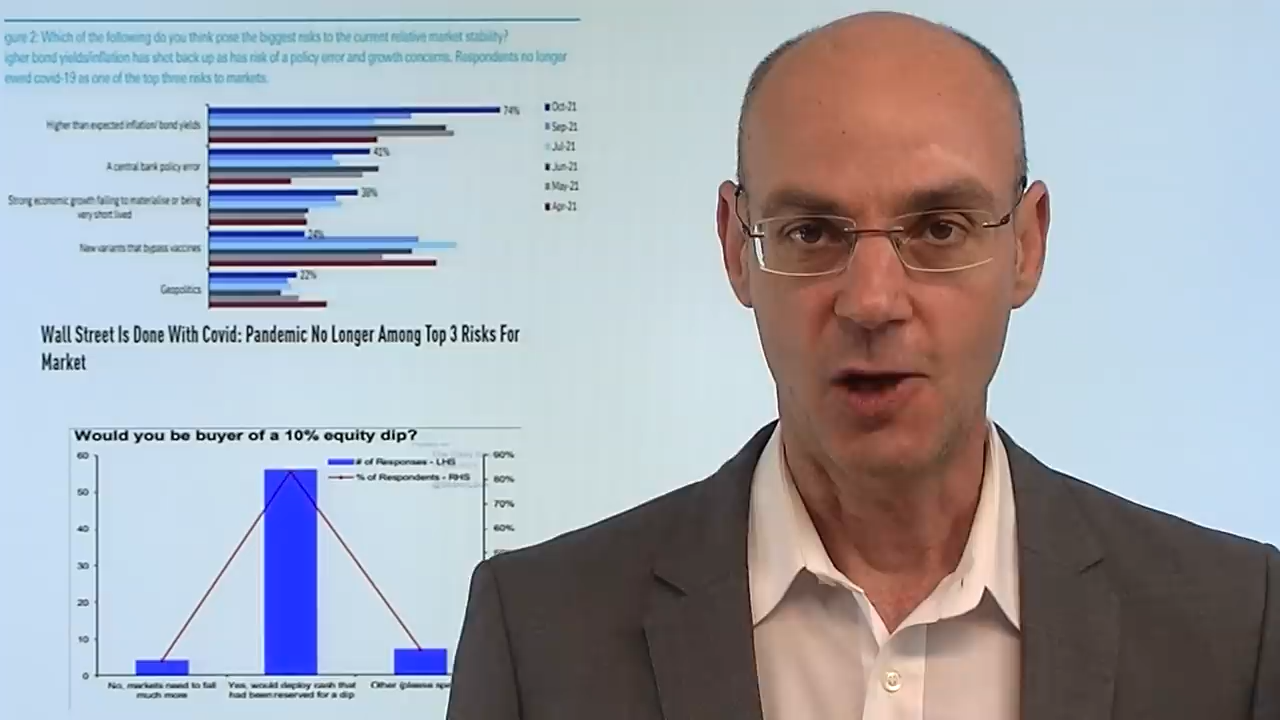 gure 2: Which of the following do you think pose the biggest risks to the current relative market stability?
igher bond yields/inflation has shot back up as has risk of a policy error and growth concerns. Respondents no longer
ewed covid-19 as one of the top three risks to markets.
Higher than expected inflation/ bond yields
74%
Oct-21
Sep-21
Jul-21
A central bank policy error
41%
Jun-21
Strong economic growth failing to materialise or being
very short lived
38%
May-21
Apr-21
New variants that bypass vaccines
24%
Geopolitics
22%
Wall Street Is Done With Covid: Pandemic No Longer Among Top 3 Risks For
Market
Would you be buyer of a 10% equity dip?
# of Responses - LHS
% of Respondents - RHS
60
50
40
30
20
10
0
90%
80%
70%
60%
No, markets need to fall
much more
Yes, would deploy cash that
had been reserved for a dip
Other (please spe